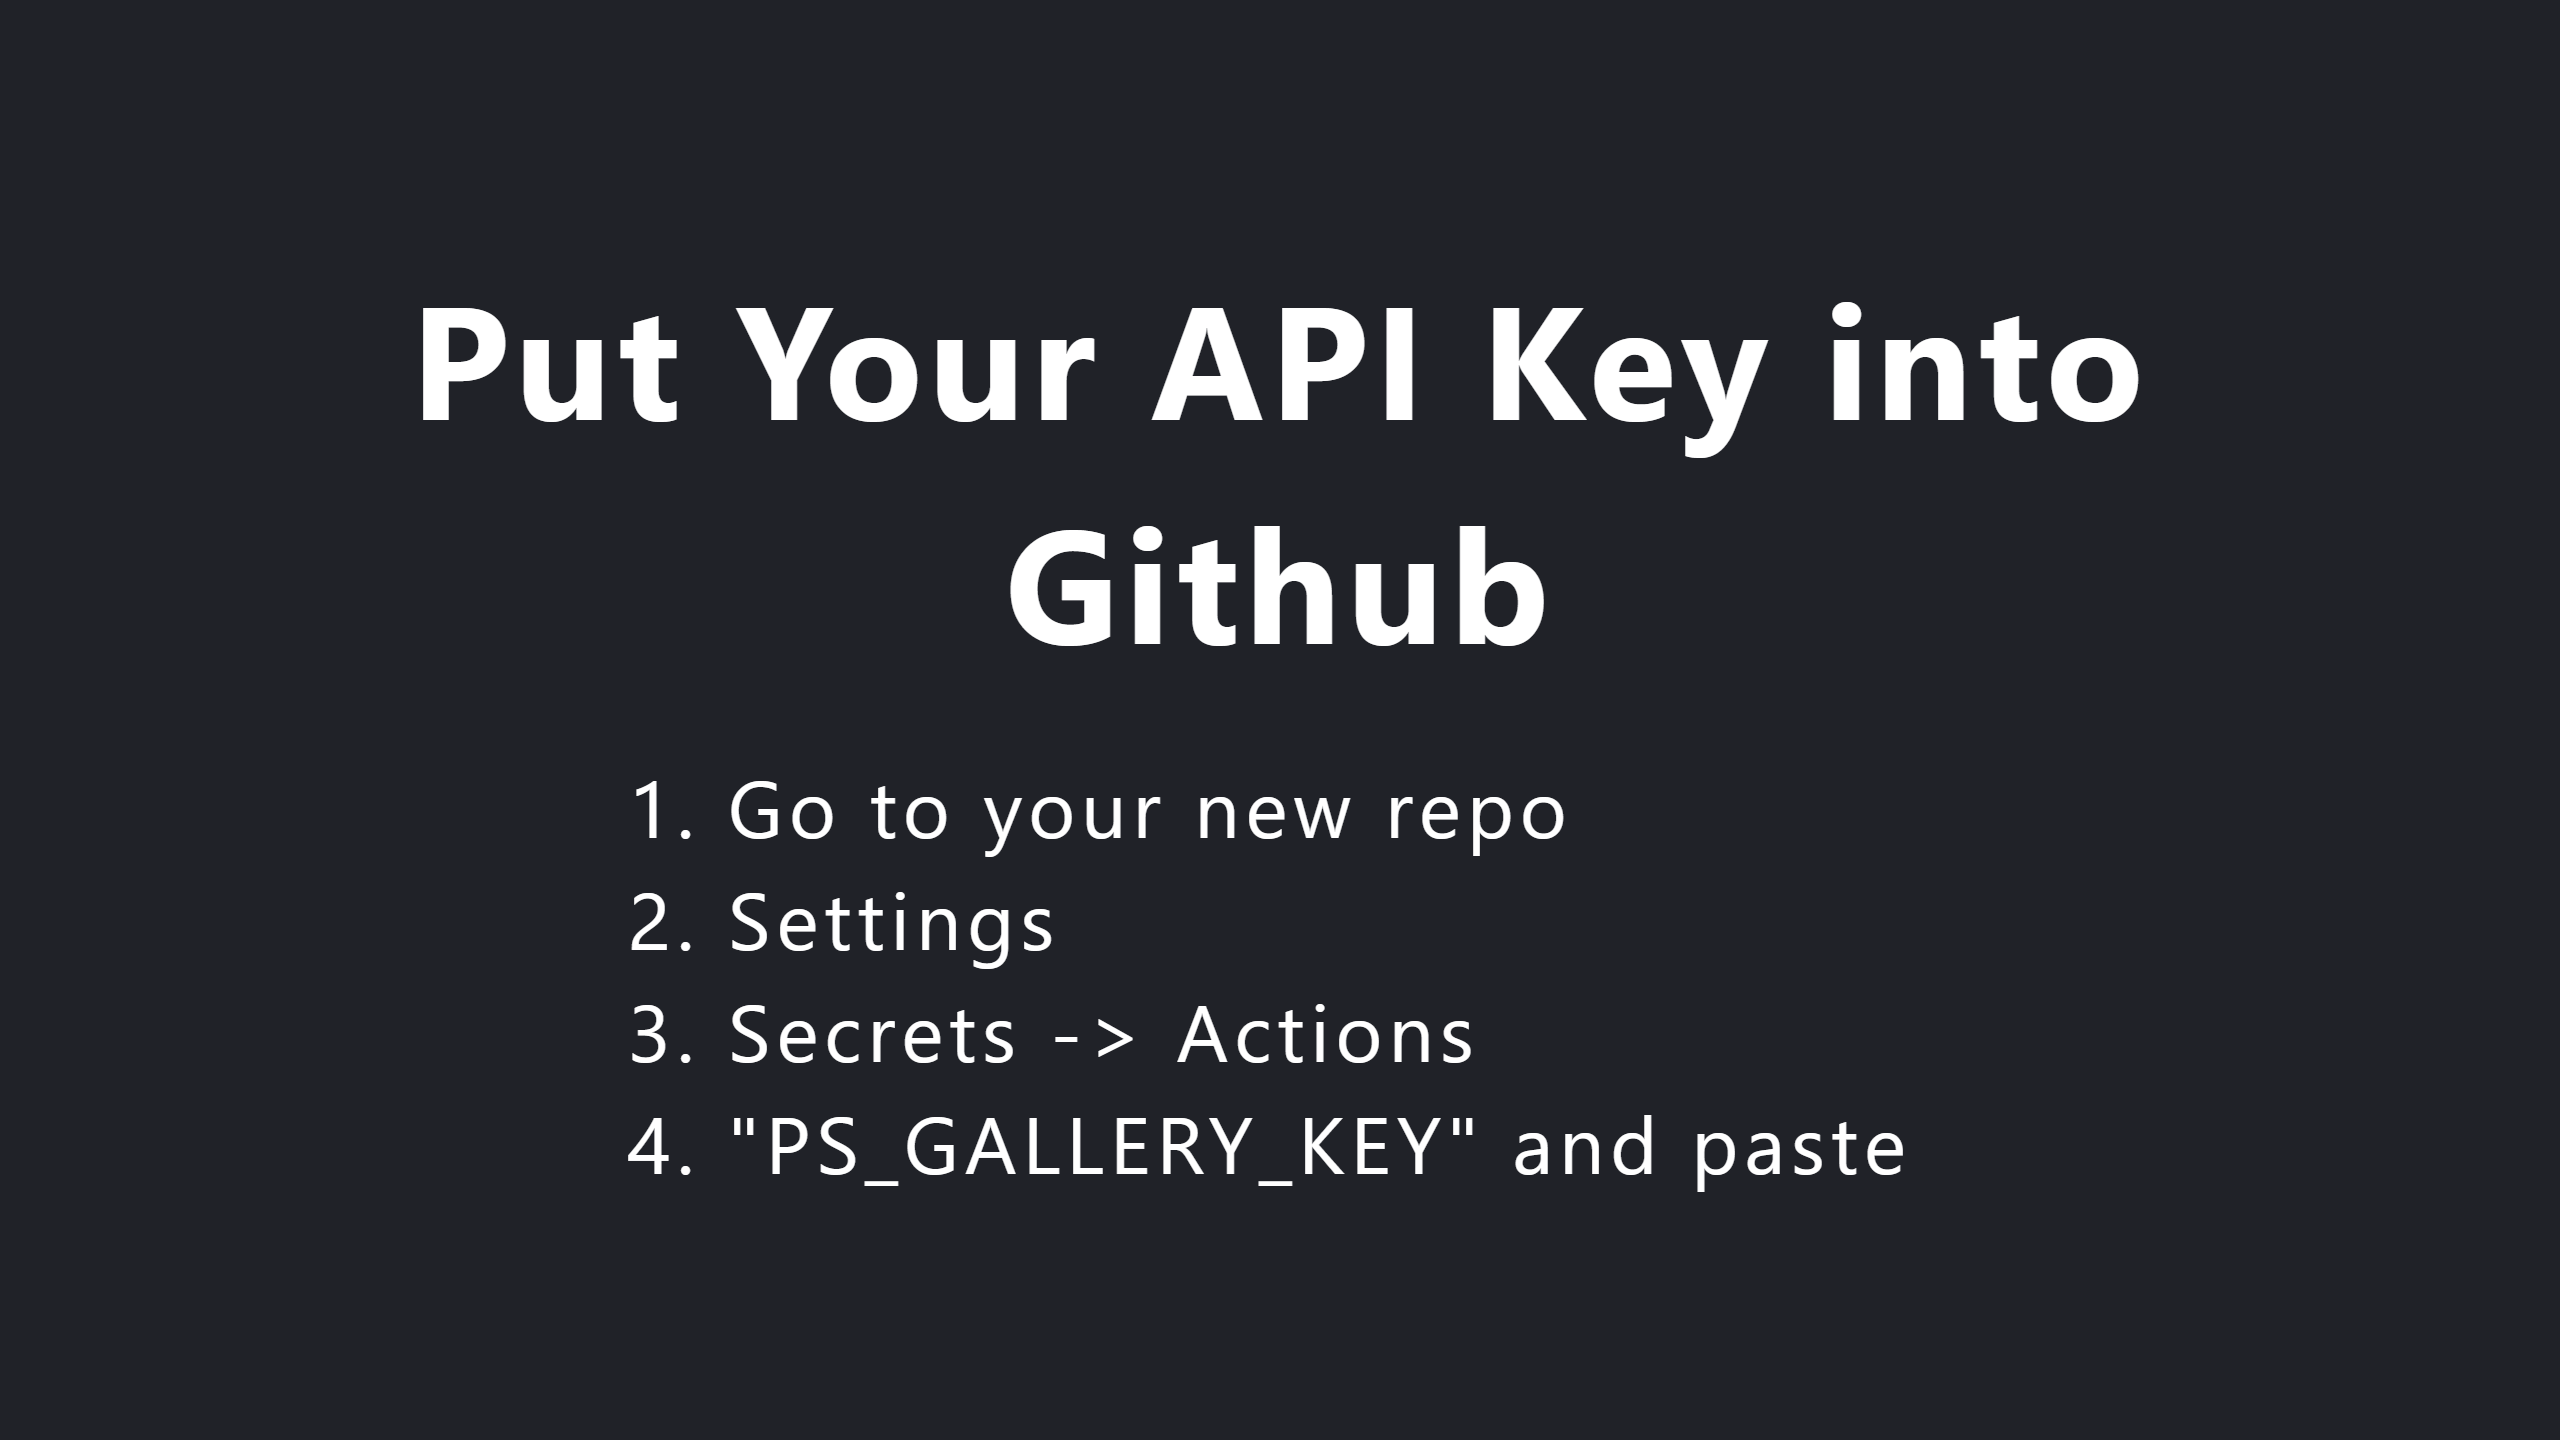 Put Your API Key into
Github
1. Go to your new repo
2. Settings
3. Secrets -> Actions
4. "PS_GALLERY_KEY" and paste